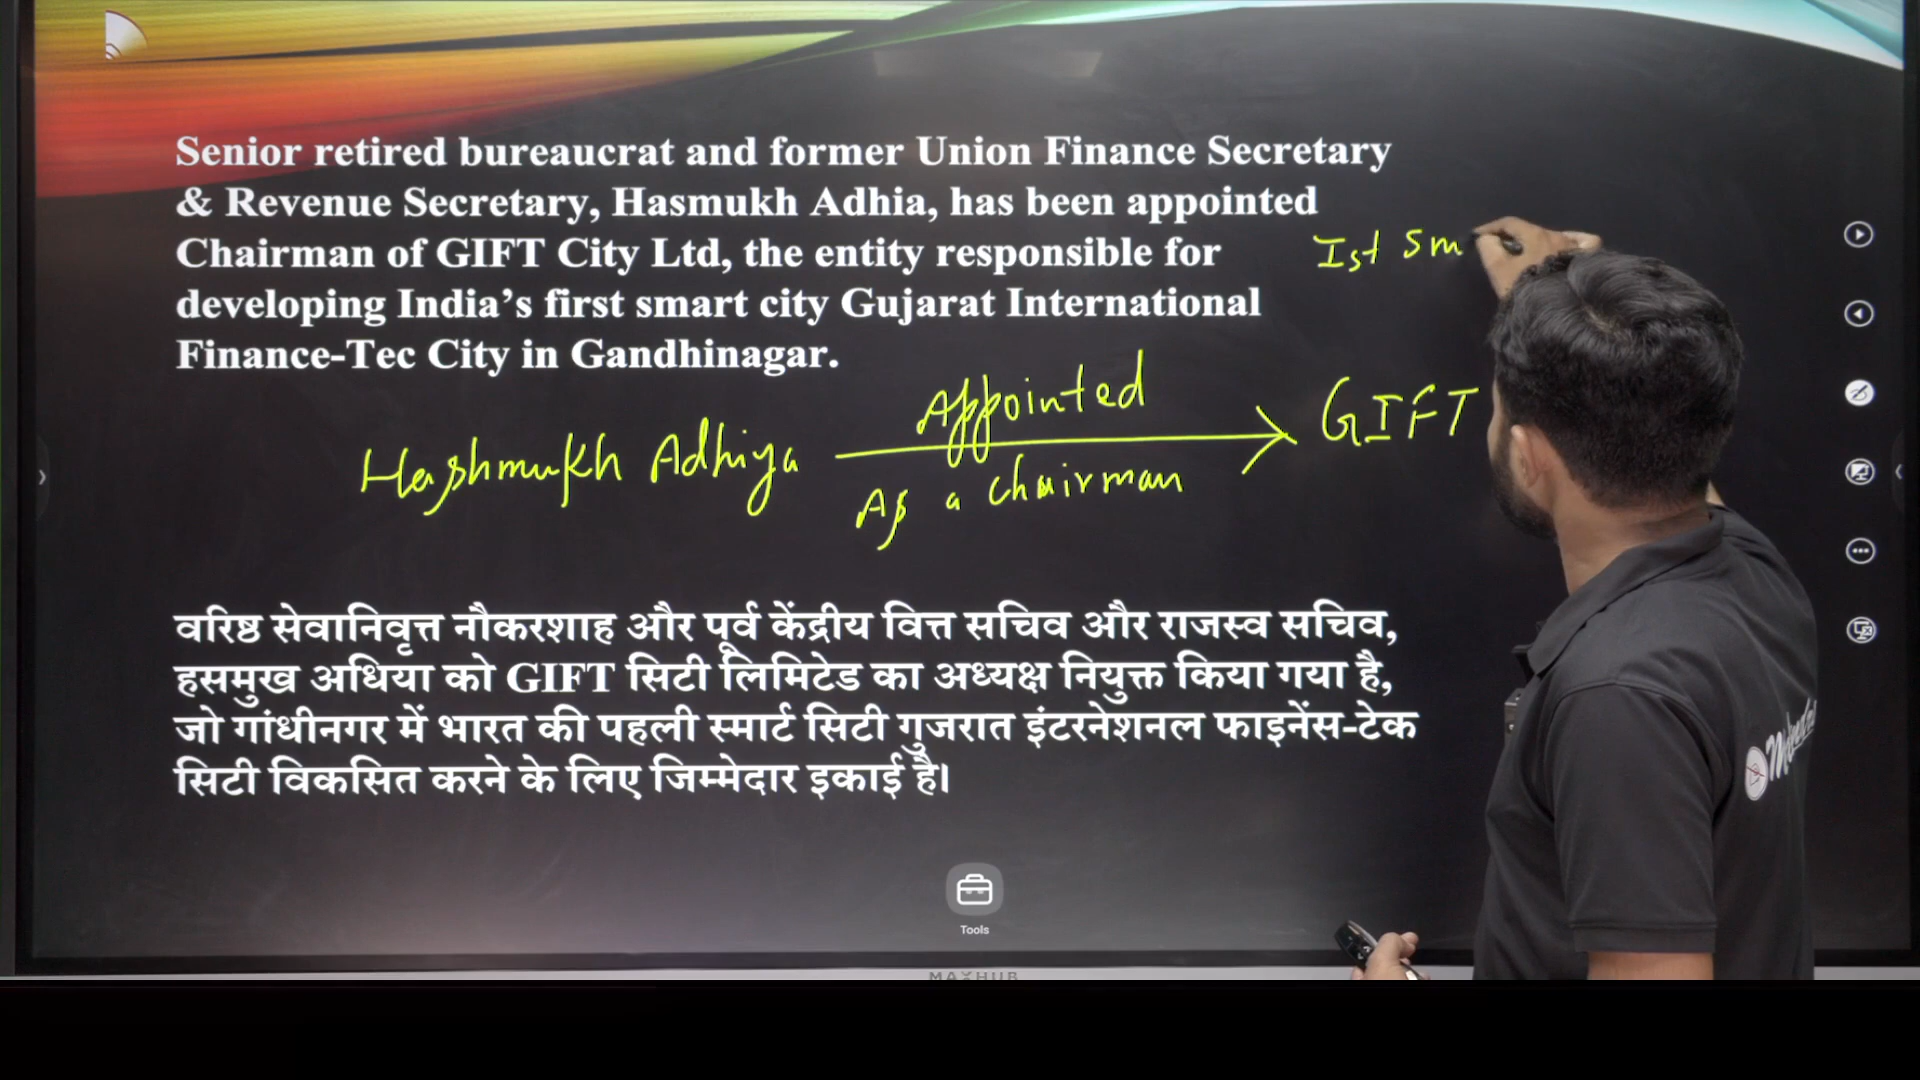 Senior retired bureaucrat and former Union Finance Secretary
& Revenue Secretary, Hasmukh Adhia, has been appointed
Chairman of GIFT City Ltd, the entity responsible for
developing India's first smart city Gujarat International
Finance-Tec City in Gandhinagar.
Ist Sm
Hashmukh Adhiya
Appointed
As a Chairman
GIFT
वरिष्ठ सेवानिवृत्त नौकरशाह और पूर्व केंद्रीय वित्त सचिव और राजस्व सचिव,
हसमुख अधिया को GIFT सिटी लिमिटेड का अध्यक्ष नियुक्त किया गया है,
जो गांधीनगर में भारत की पहली स्मार्ट सिटी गुजरात इंटरनेशनल फाइनेंस-टेक
सिटी विकसित करने के लिए जिम्मेदार इकाई है।
Tools
MAXHUB